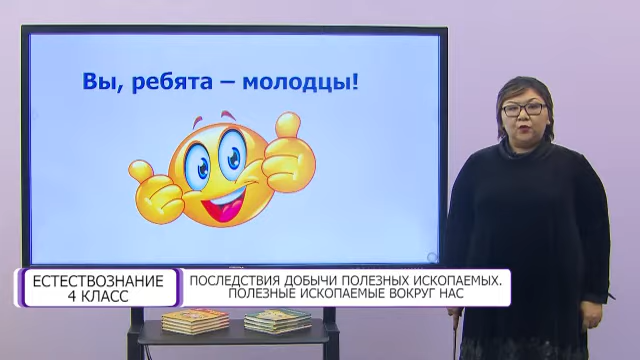 Вы, ребята – молодцы!
ЕСТЕСТВОЗНАНИЕ
4 КЛАСС
ПОСЛЕДСТВИЯ ДОБЫЧИ ПОЛЕЗНЫХ ИСКОПАЕМЫХ.
ПОЛЕЗНЫЕ ИСКОПАЕМЫЕ ВОКРУГ НАС